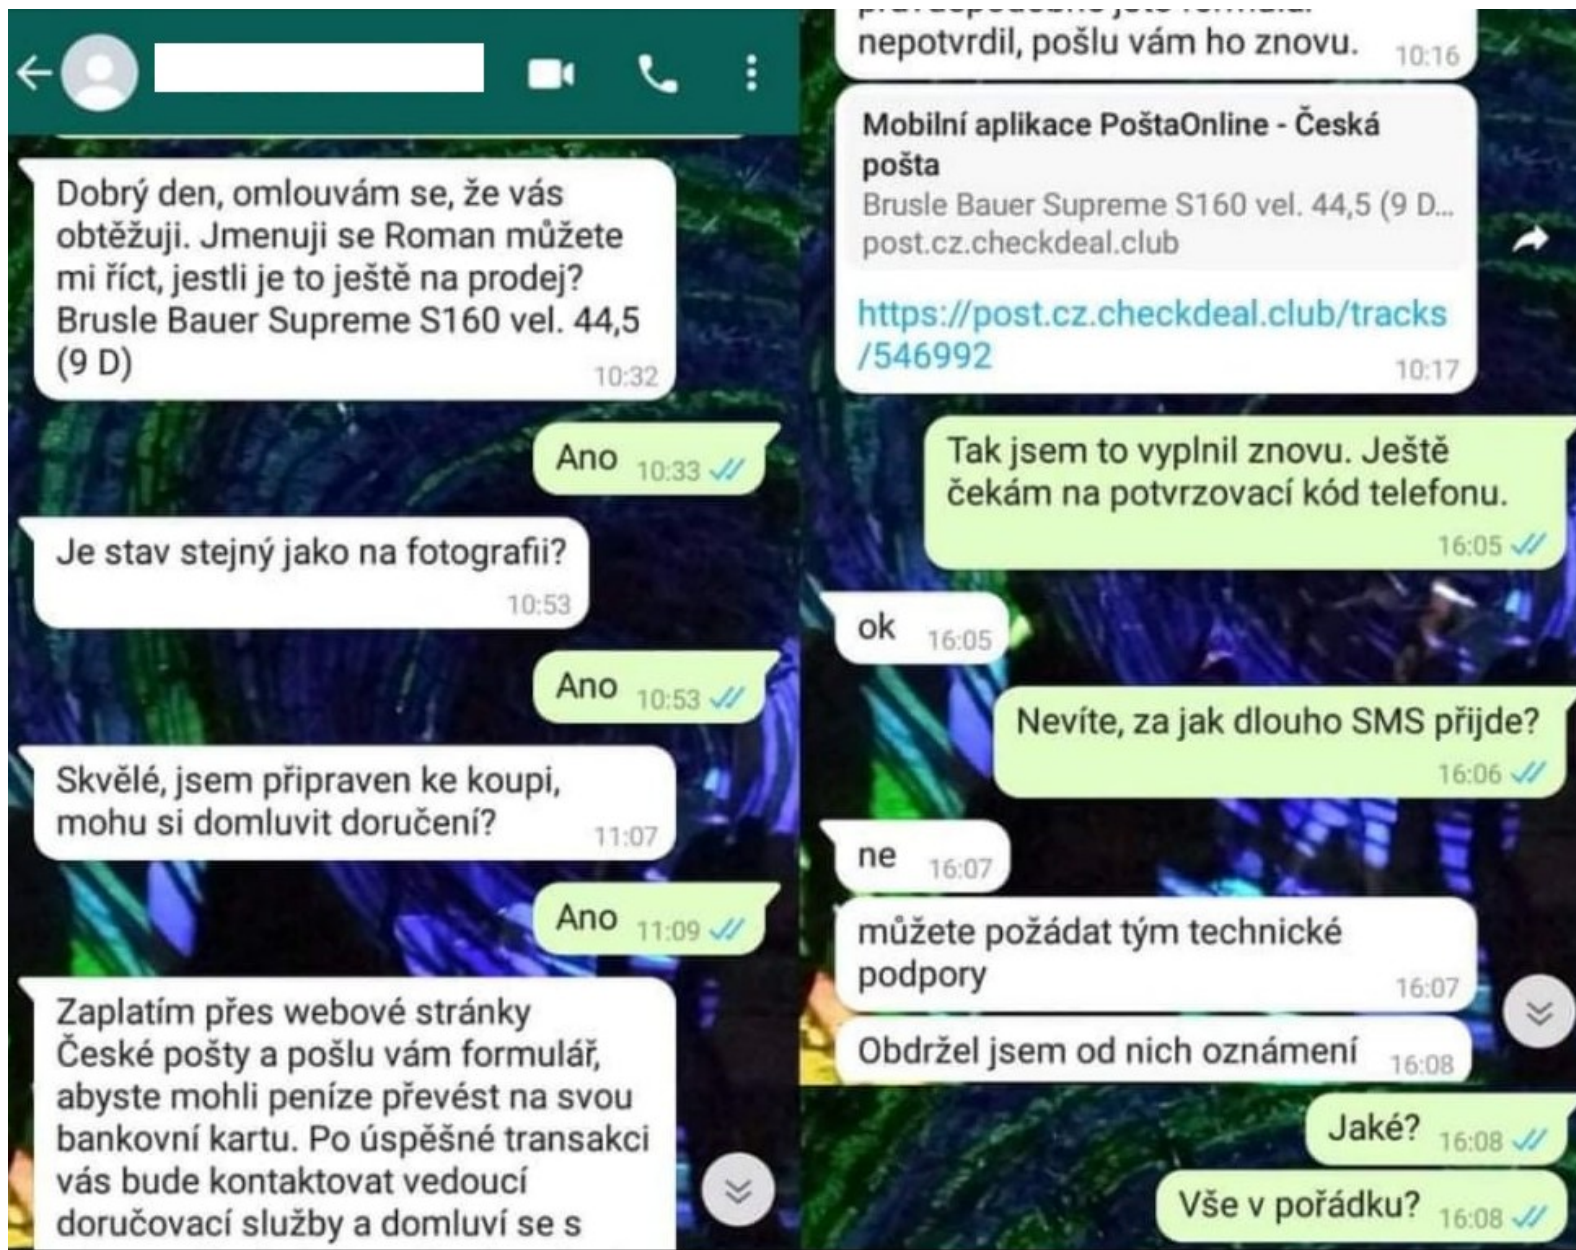 Dobrý den, omlouvám se, že vás
obtěžuji. Jmenuji se Roman můžete
mi říct, jestli je to ještě na prodej?
Brusle Bauer Supreme S160 vel. 44,5
(9 D)
10:32
Ano
10:33
Je stav stejný jako na fotografii?
10:53
Ano
10:53
Skvělé, jsem připraven ke koupi,
mohu si domluvit doručení?
11:07
Ano
11:09
Zaplatím přes webové stránky
České pošty a pošlu vám formulář,
abyste mohli peníze převést na svou
bankovní kartu. Po úspěšné transakci
vás bude kontaktovat vedoucí
doručovací služby a domluví se s
nepotvrdil, pošlu vám ho znovu.
10:16
Mobilní aplikace PoštaOnline - Česká
pošta
Brusle Bauer Supreme S160 vel. 44,5 (9 D...
post.cz.checkdeal.club
https://post.cz.checkdeal.club/tracks
/546992
10:17
Tak jsem to vyplnil znovu. Ještě
čekám na potvrzovací kód telefonu.
16:05
ok
16:05
Nevíte, za jak dlouho SMS přijde?
16:06
ne
16:07
můžete požádat tým technické
podpory
16:07
Obdržel jsem od nich oznámení
16:08
Jaké?
16:08
Vše v pořádku?
16:08